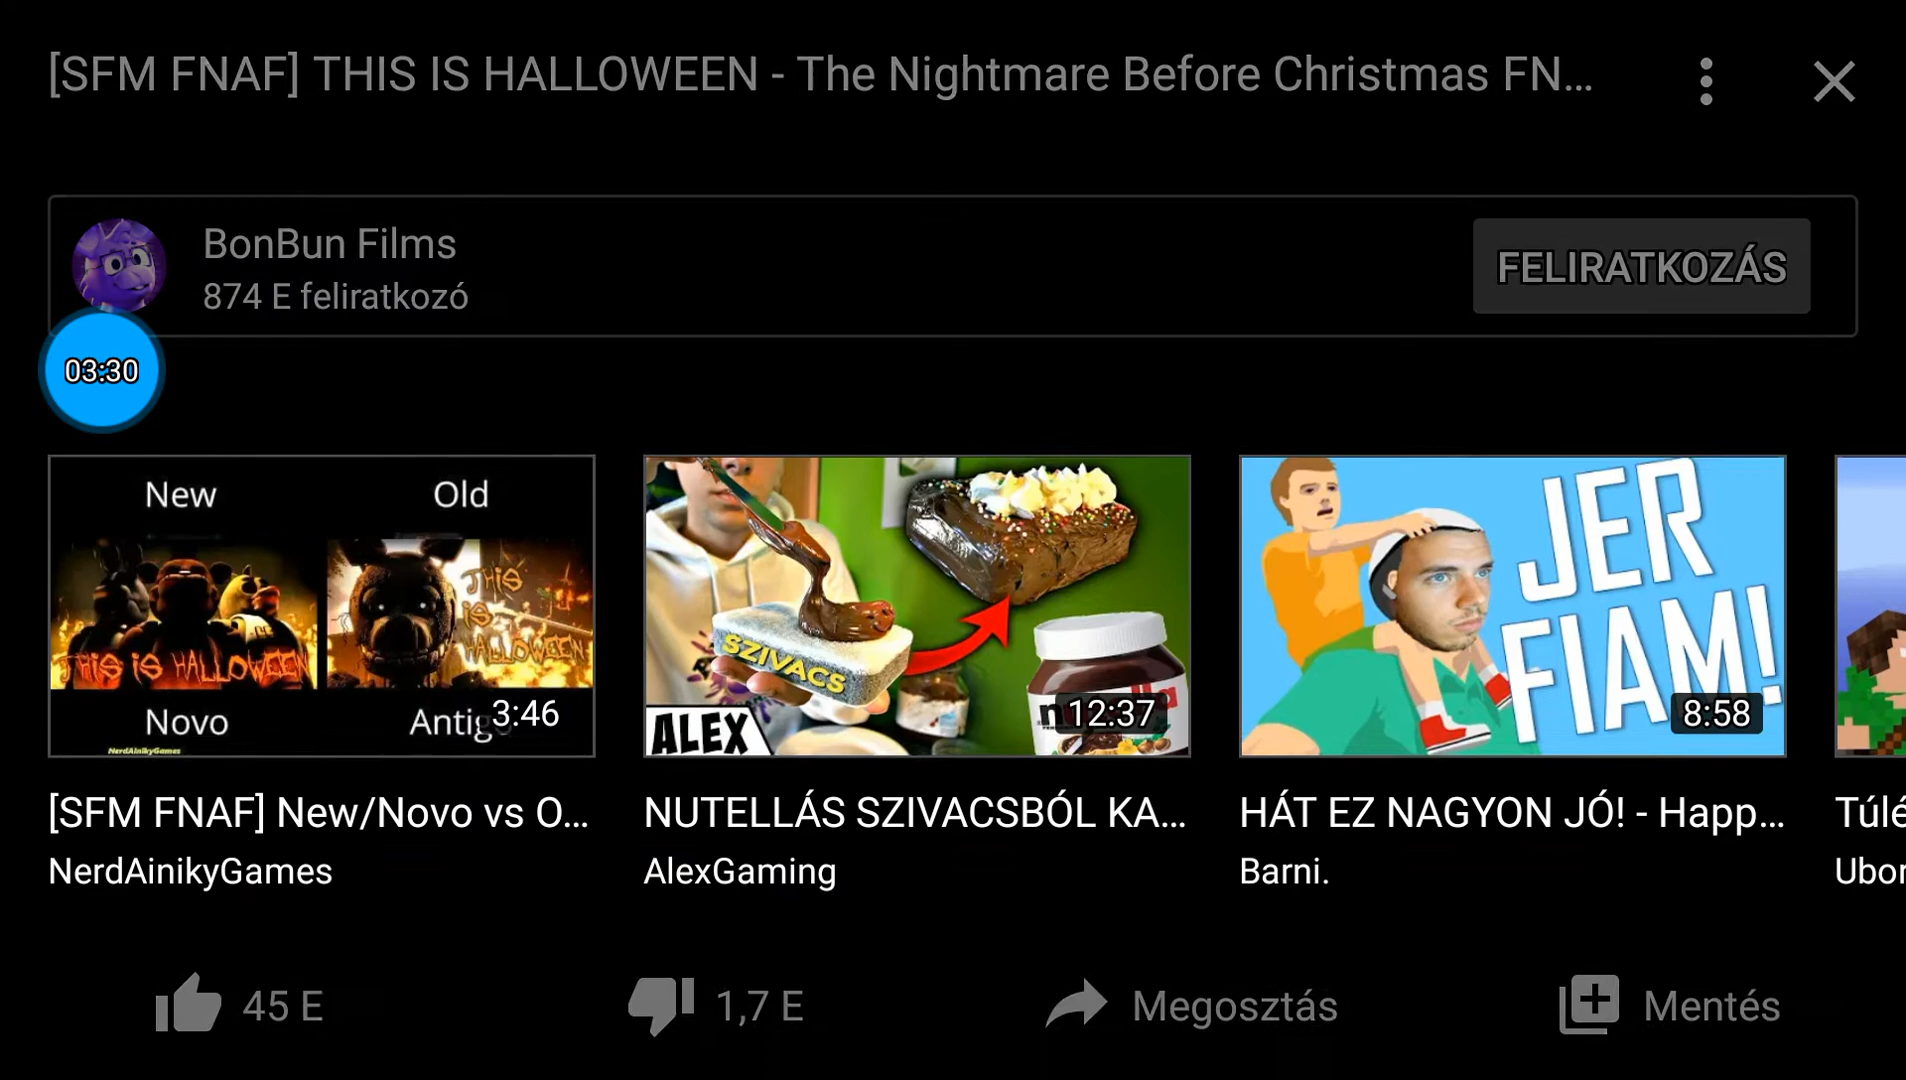 [SFM FNAF] THIS IS HALLOWEEN - The Nightmare Before Christmas FN...
BonBun Films
874 E feliratkozó
FELIRATKOZÁS
03:30
New
Old
THIS IS HALLOWEEN
THIS
IS
HALLOWEEN
Novo
Antig
3:46
NerdAinikyGames
SZIVACS
ALEX
12:37
JER
FIAM!
8:58
[SFM FNAF] New/Novo vs O...
NUTELLÁS SZIVACSBÓL KA...
HÁT EZ NAGYON JÓ! - Happ...
Túlé
NerdAinikyGames
AlexGaming
Barni.
Ubor
45 E
1,7 E
Megosztás
Mentés